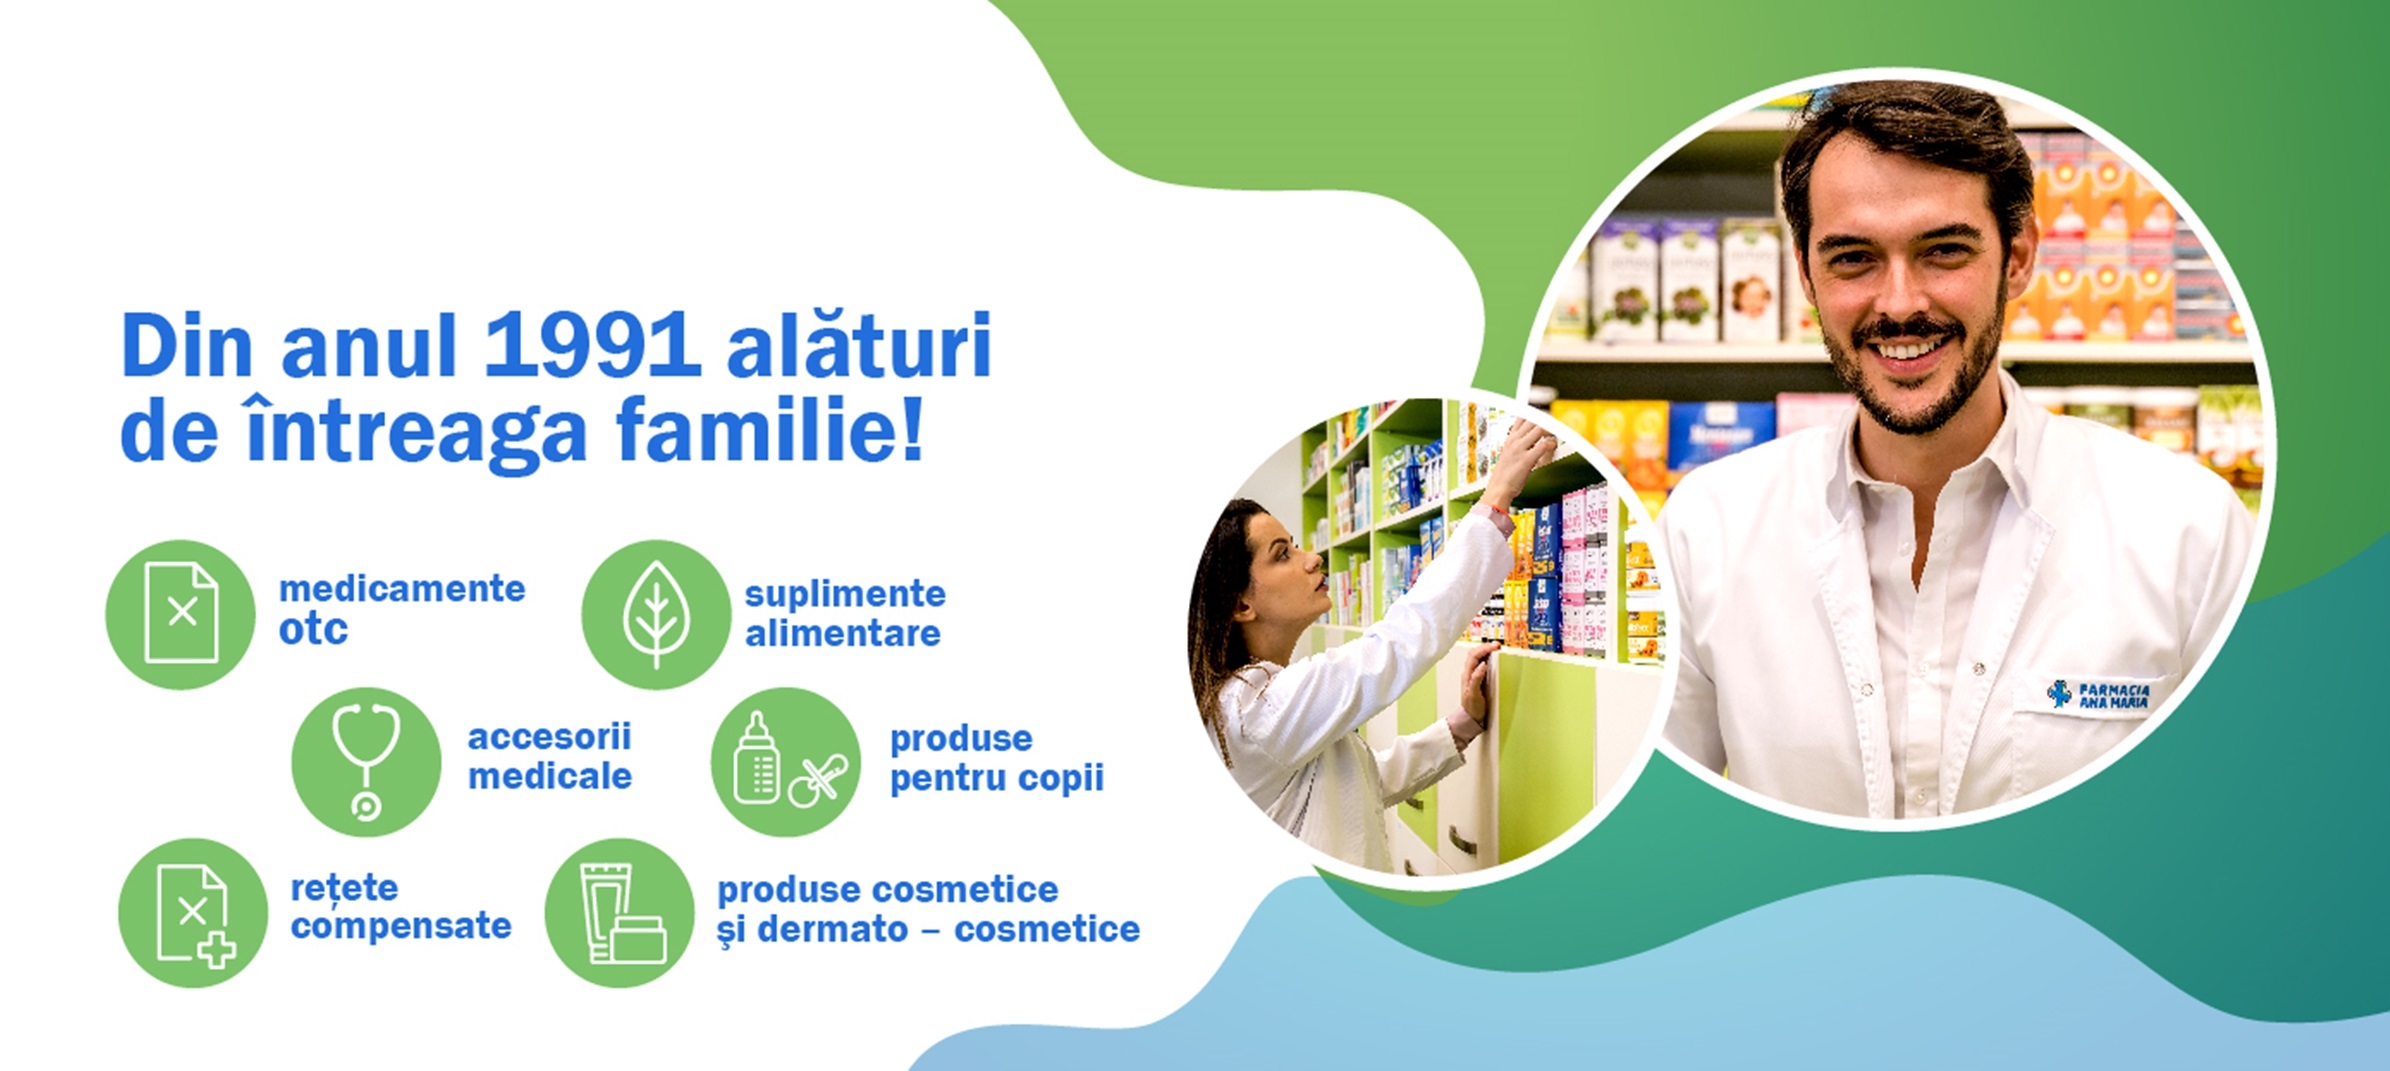 Din anul 1991 alături
de întreaga familie!
medicamente
otc
suplimente
alimentare
accesorii
medicale
produse
pentru copii
rețete
compensate
produse cosmetice
și dermato – cosmetice
FARMACIA
ANA MARIA